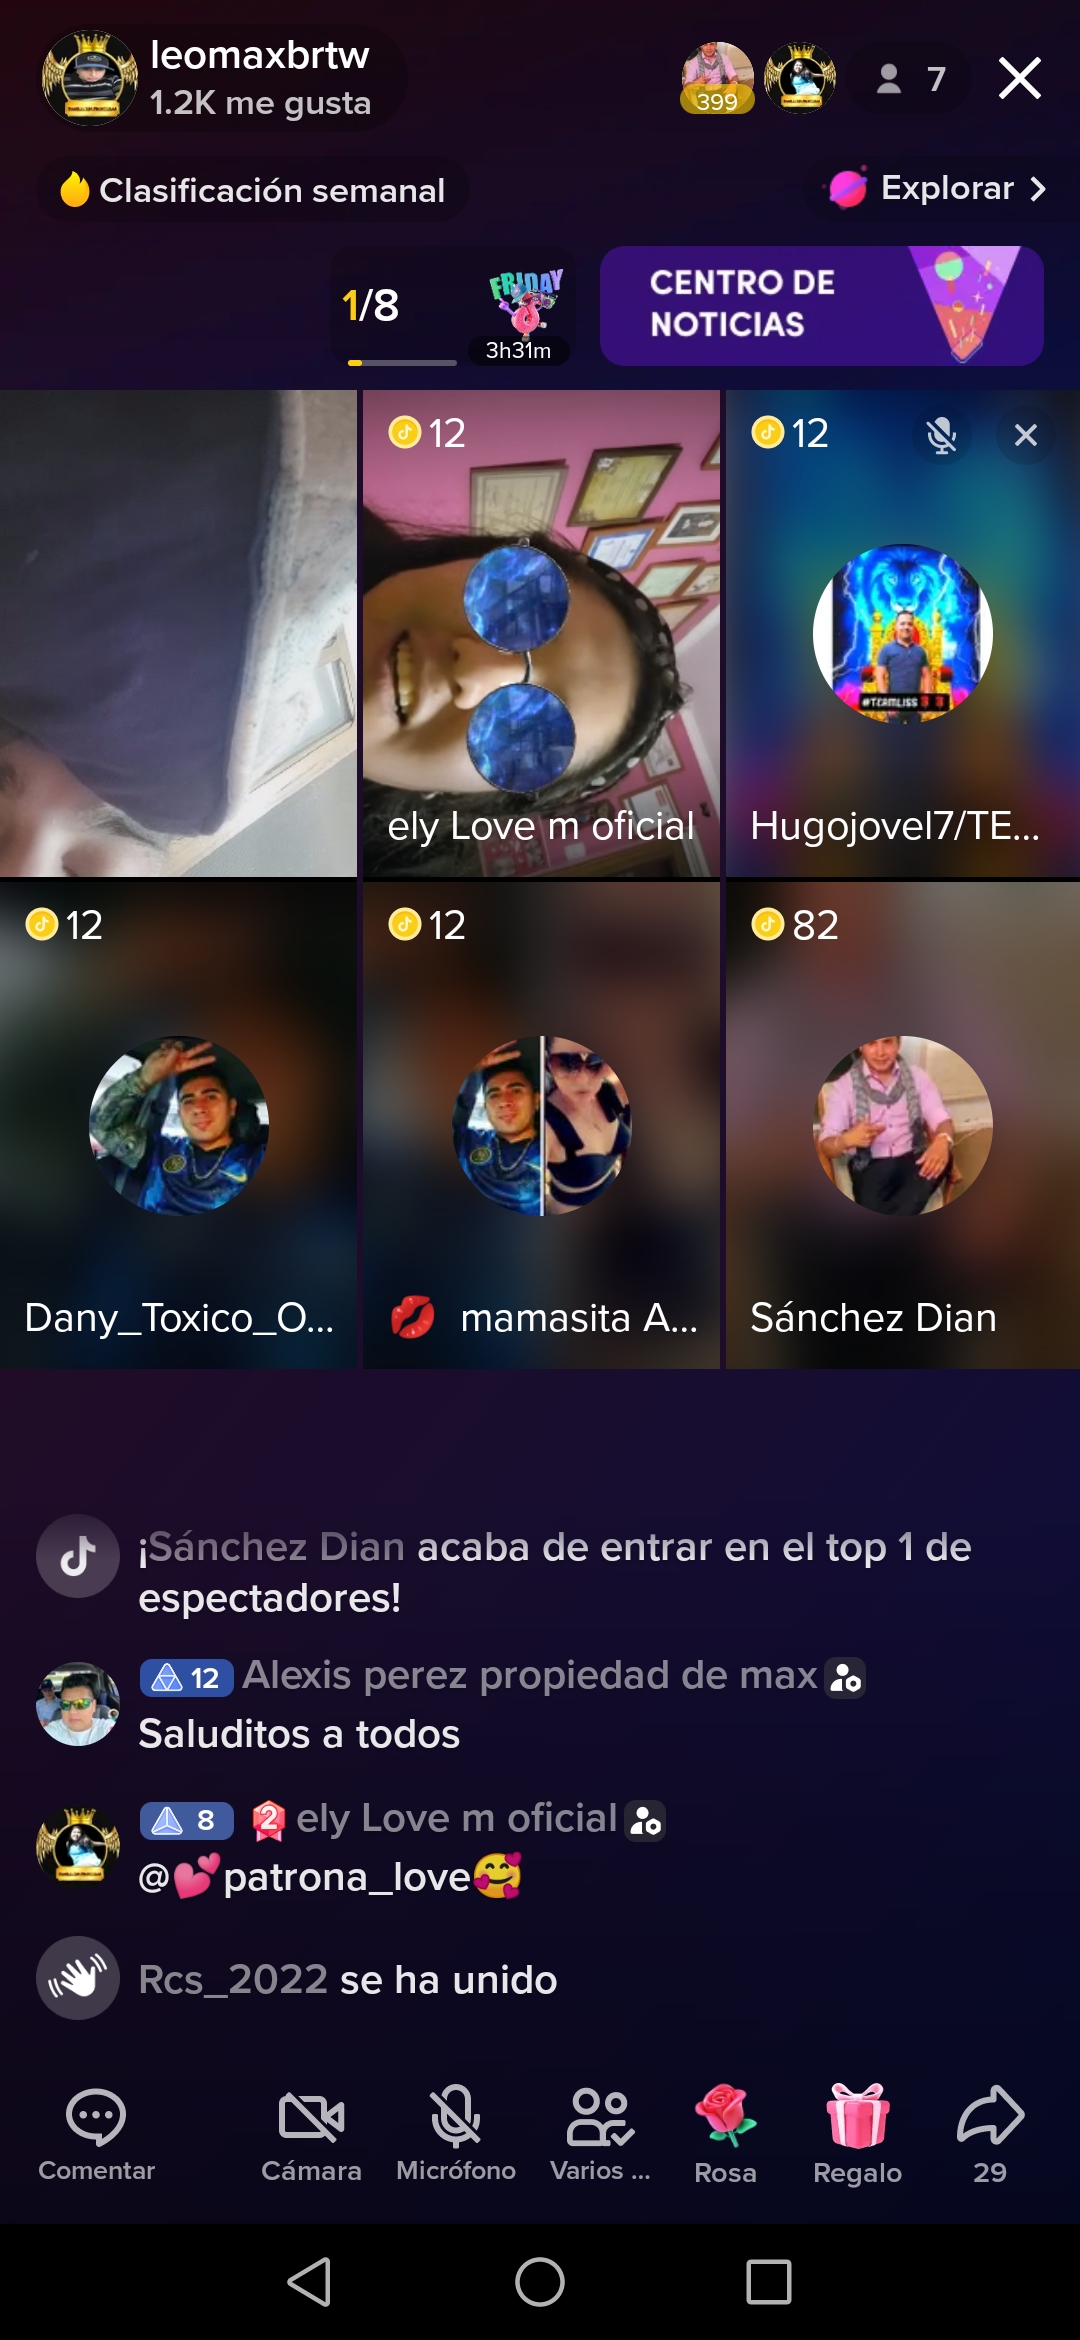 leomaxbrtw
1.2K me gusta
399
7
Clasificación semanal
Explorar
1/8
FRIDAY
3h31m
CENTRO DE
NOTICIAS
12
12
#TEAMLISS
ely Love m oficial
Hugojovel7/TE...
12
12
82
Dany_Toxico_O...
💋 mamasita A...
Sánchez Dian
¡Sánchez Dian acaba de entrar en el top 1 de
espectadores!
12 Alexis perez propiedad de max
Saluditos a todos
8 2 ely Love m oficial
@💕patrona_love🥰
Rcs_2022 se ha unido
Comentar
Cámara
Micrófono
Varios ...
Rosa
Regalo
29